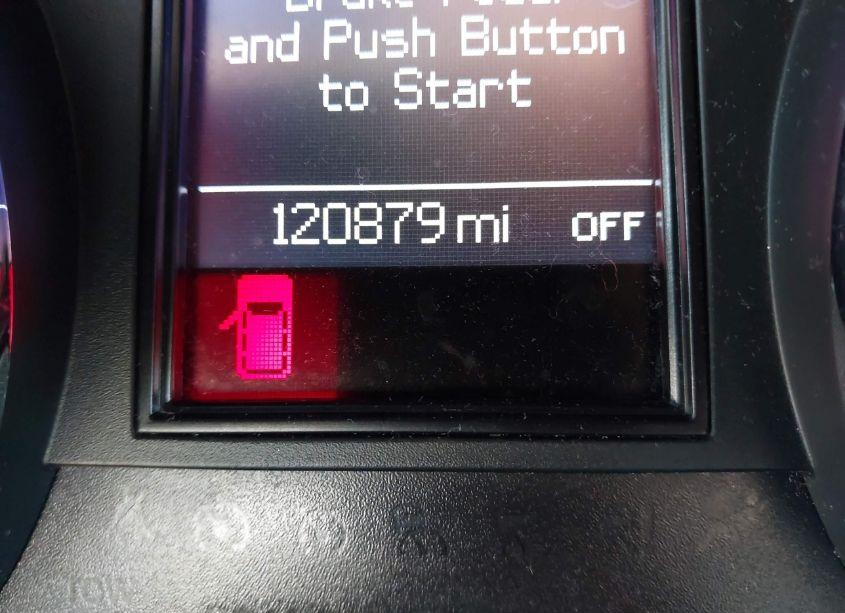 and Push Button
to Start
120879 mi OFF